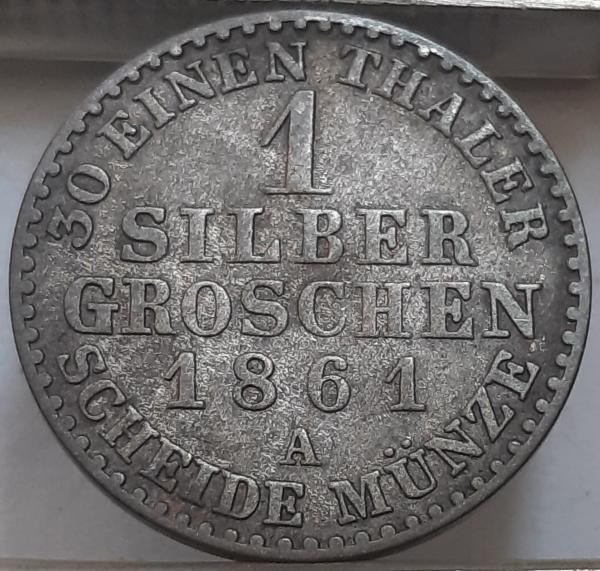 30 EINEN THALER
1
SILBER
GROSCHEN
1861
A
SCHEIDE MÜNZE